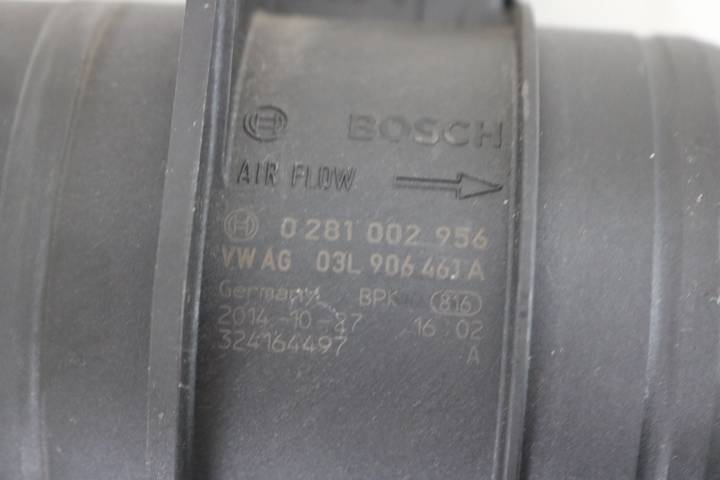 BOSCH
AIR FLOW
0 281 002 956
VW AG 03L 906 461 A
Germany BPK 816
2014-10-27 16:02
324164497 A